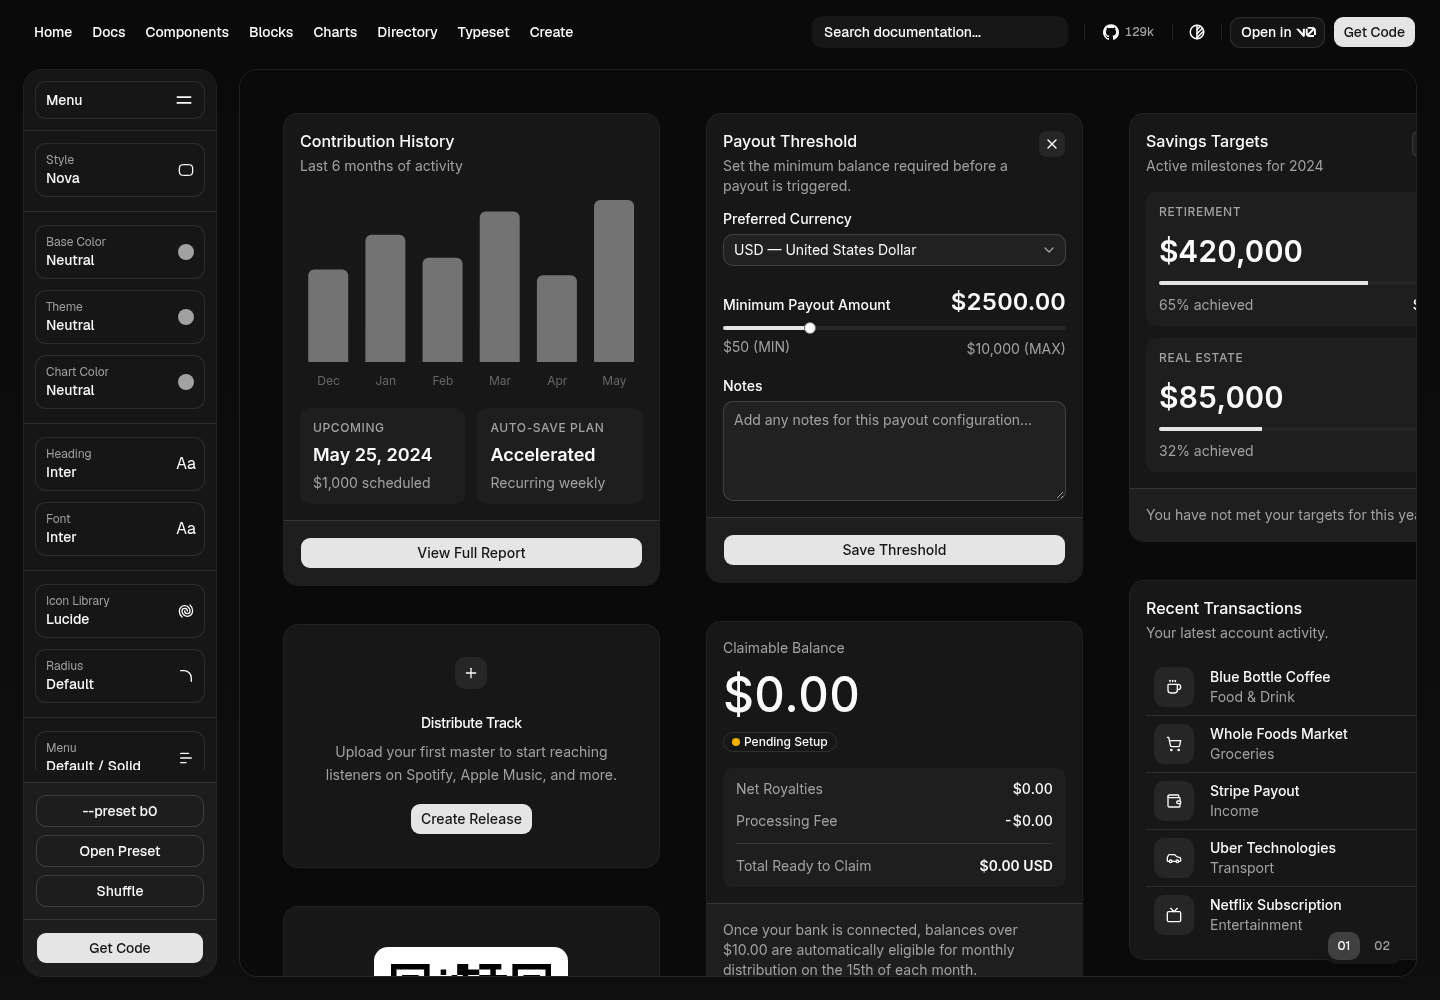 Home Docs Components Blocks Charts Directory Typeset Create
Search documentation...
129k
Open in v0
Get Code
Menu
Style
Nova
Base Color
Neutral
Theme
Neutral
Chart Color
Neutral
Heading
Inter
Aa
Font
Inter
Aa
Icon Library
Lucide
Radius
Default
Menu
Default / Solid
--preset b0
Open Preset
Shuffle
Get Code
Contribution History
Last 6 months of activity
Dec Jan Feb Mar Apr May
UPCOMING
May 25, 2024
$1,000 scheduled
AUTO-SAVE PLAN
Accelerated
Recurring weekly
View Full Report
Distribute Track
Upload your first master to start reaching
listeners on Spotify, Apple Music, and more.
Create Release
Payout Threshold
Set the minimum balance required before a
payout is triggered.
Preferred Currency
USD — United States Dollar
Minimum Payout Amount $2500.00
$50 (MIN) $10,000 (MAX)
Notes
Add any notes for this payout configuration...
Save Threshold
Claimable Balance
$0.00
Pending Setup
Net Royalties $0.00
Processing Fee -$0.00
Total Ready to Claim $0.00 USD
Once your bank is connected, balances over
$10.00 are automatically eligible for monthly
distribution on the 15th of each month.
Savings Targets
Active milestones for 2024
RETIREMENT
$420,000
65% achieved
REAL ESTATE
$85,000
32% achieved
You have not met your targets for this
Recent Transactions
Your latest account activity.
Blue Bottle Coffee
Food & Drink
Whole Foods Market
Groceries
Stripe Payout
Income
Uber Technologies
Transport
Netflix Subscription
Entertainment
01 02